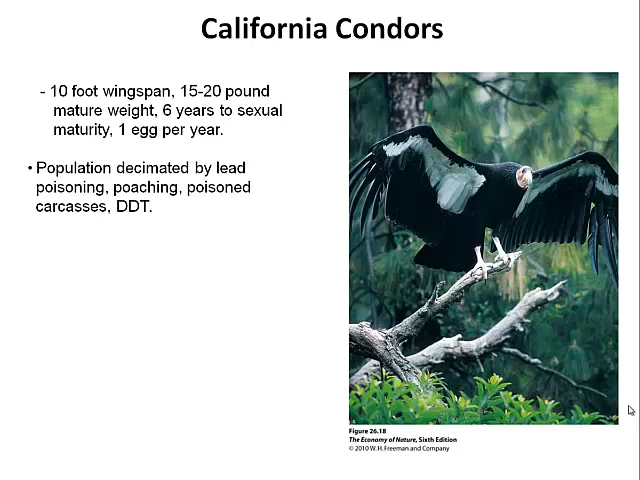 California Condors
- 10 foot wingspan, 15-20 pound
mature weight, 6 years to sexual
maturity, 1 egg per year.
• Population decimated by lead
poisoning, poaching, poisoned
carcasses, DDT.
Figure 26.18
The Economy of Nature, Sixth Edition
© 2010 W. H. Freeman and Company